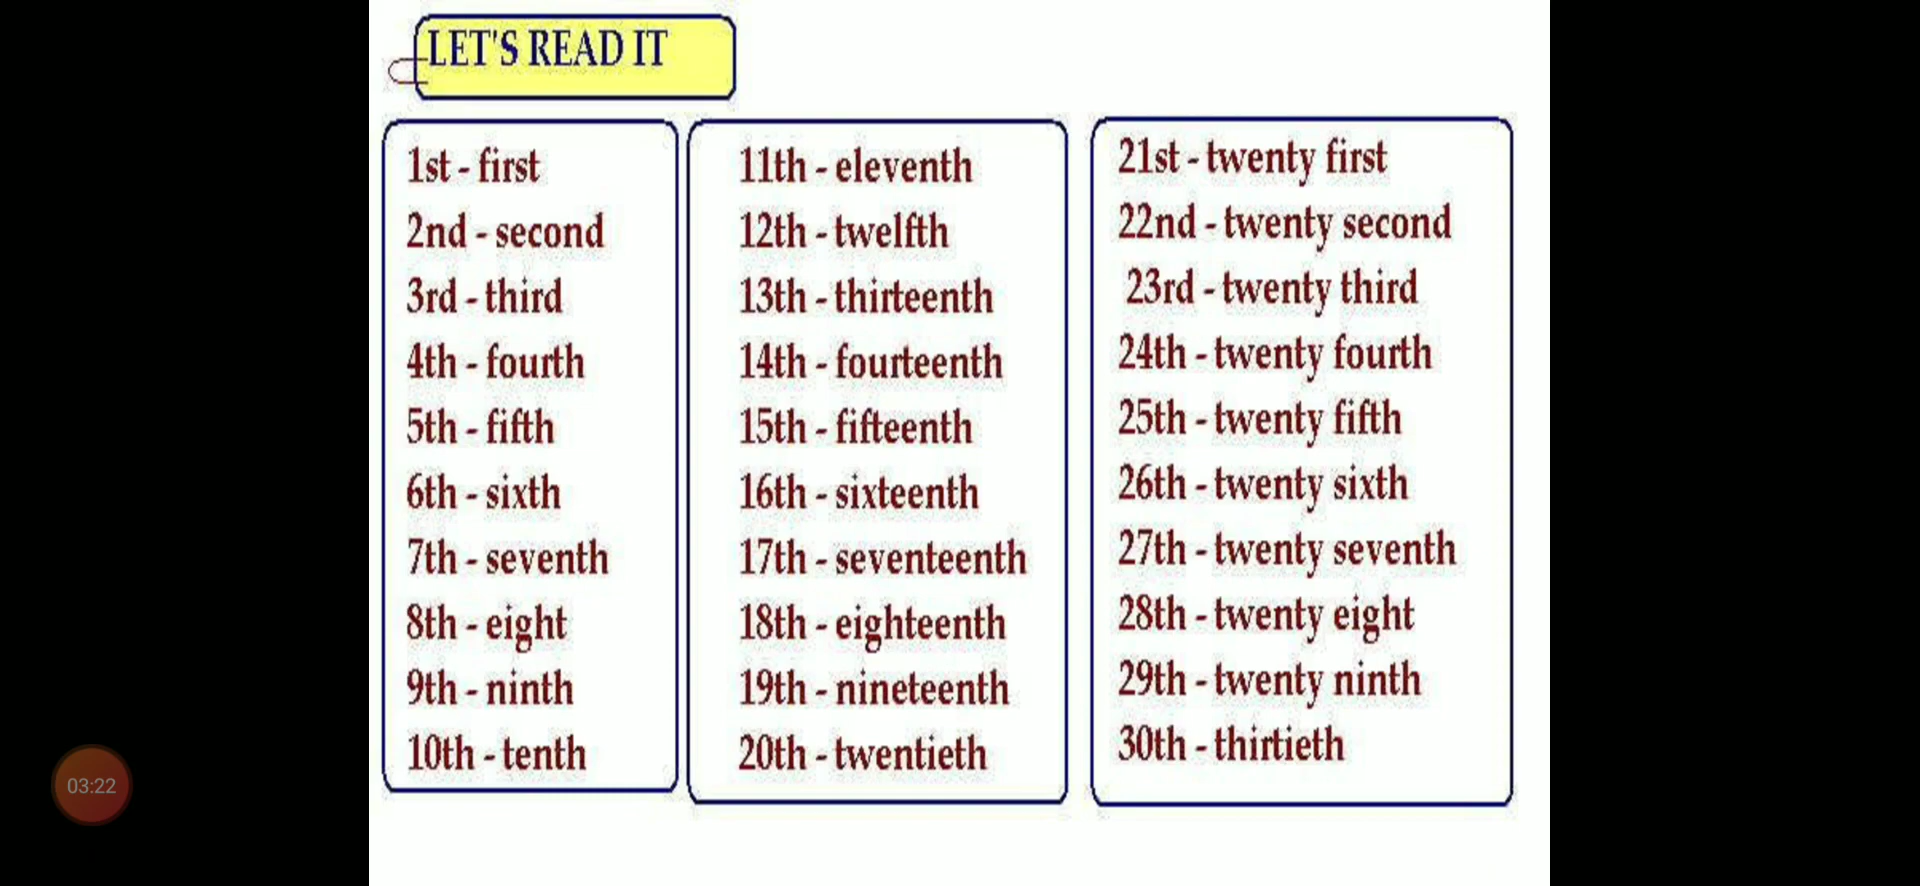 LET'S READ IT
1st - first
2nd - second
3rd - third
4th - fourth
5th - fifth
6th - sixth
7th - seventh
8th - eight
9th - ninth
10th - tenth
11th - eleventh
12th - twelfth
13th - thirteenth
14th - fourteenth
15th - fifteenth
16th - sixteenth
17th - seventeenth
18th - eighteenth
19th - nineteenth
20th - twentieth
21st - twenty first
22nd - twenty second
23rd - twenty third
24th - twenty fourth
25th - twenty fifth
26th - twenty sixth
27th - twenty seventh
28th - twenty eight
29th - twenty ninth
30th - thirtieth
03:22